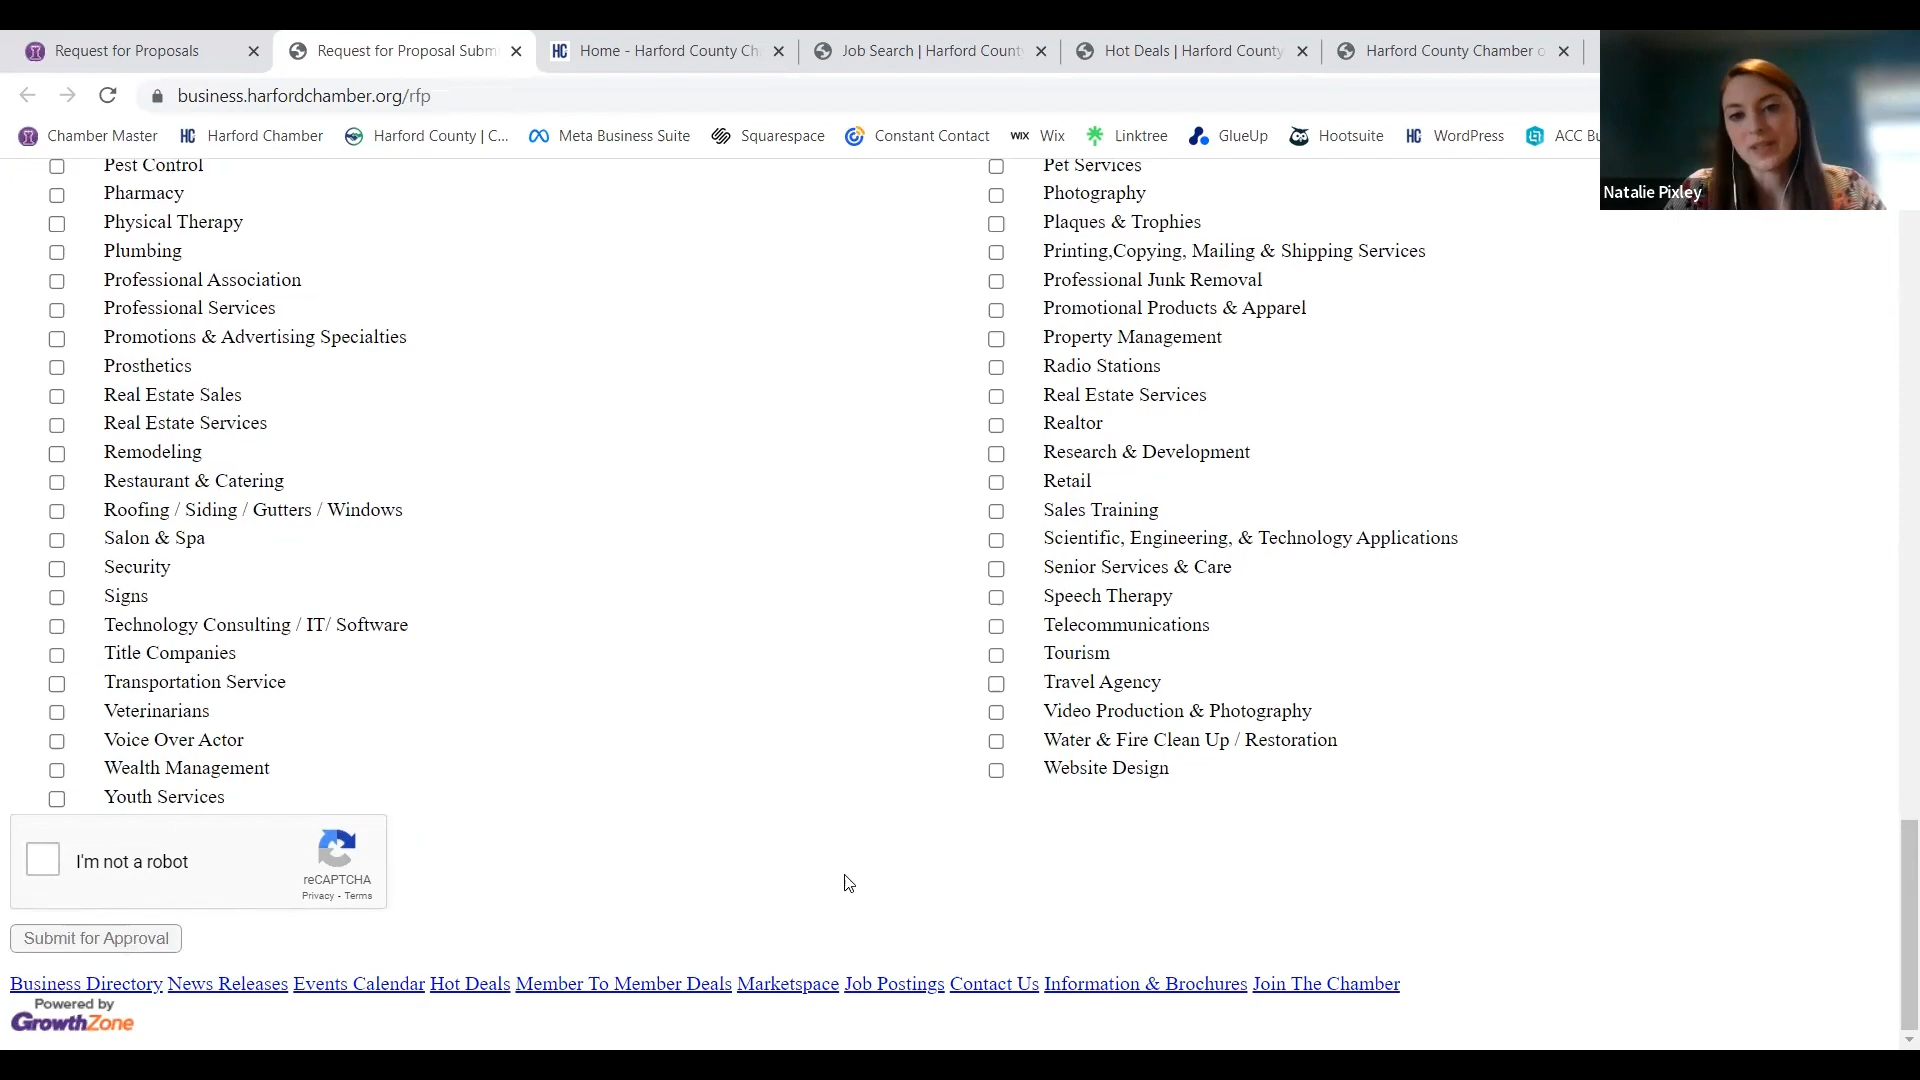 Request for Proposals
Request for Proposal Subm
Home - Harford County Ch
Job Search | Harford Count
Hot Deals | Harford County
Harford County Chamber o
business.harfordchamber.org/rfp
Chamber Master
HC Harford Chamber
Harford County | C...
Meta Business Suite
Squarespace
Constant Contact
WIX Wix
Linktree
GlueUp
Hootsuite
HC WordPress
ACC Bu
Natalie Pixley
Pest Control
Pet Services
Pharmacy
Photography
Physical Therapy
Plaques & Trophies
Plumbing
Printing,Copying, Mailing & Shipping Services
Professional Association
Professional Junk Removal
Professional Services
Promotional Products & Apparel
Promotions & Advertising Specialties
Property Management
Prosthetics
Radio Stations
Real Estate Sales
Real Estate Services
Real Estate Services
Realtor
Remodeling
Research & Development
Restaurant & Catering
Retail
Roofing / Siding / Gutters / Windows
Sales Training
Salon & Spa
Scientific, Engineering, & Technology Applications
Security
Senior Services & Care
Signs
Speech Therapy
Technology Consulting / IT/ Software
Telecommunications
Title Companies
Tourism
Transportation Service
Travel Agency
Veterinarians
Video Production & Photography
Voice Over Actor
Water & Fire Clean Up / Restoration
Wealth Management
Website Design
Youth Services
I'm not a robot
reCAPTCHA
Privacy - Terms
Submit for Approval
Business Directory News Releases Events Calendar Hot Deals Member To Member Deals Marketspace Job Postings Contact Us Information & Brochures Join The Chamber
Powered by
GrowthZone